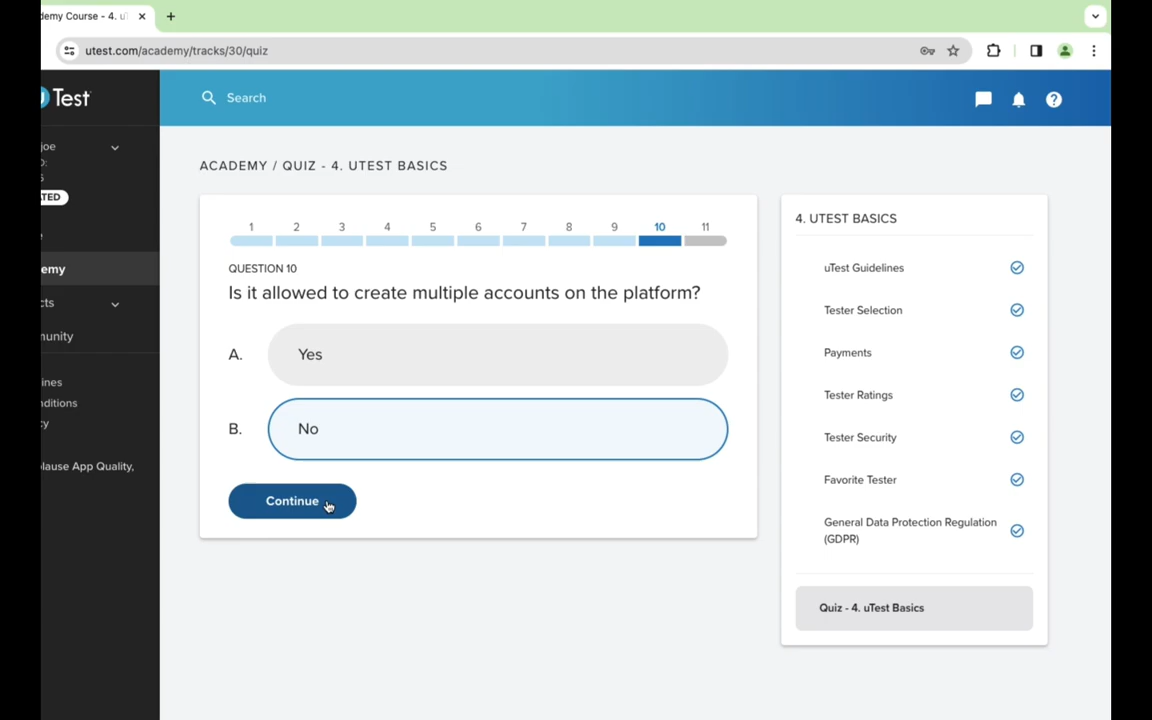 demy Course - 4. u
utest.com/academy/tracks/30/quiz
Test
Search
joe
D:
TED
ACADEMY / QUIZ - 4. UTEST BASICS
emy
cts
unity
ines
nditions
cy
lause App Quality,
1 2 3 4 5 6 7 8 9 10 11
QUESTION 10
Is it allowed to create multiple accounts on the platform?
A. Yes
B. No
Continue
4. UTEST BASICS
uTest Guidelines
Tester Selection
Payments
Tester Ratings
Tester Security
Favorite Tester
General Data Protection Regulation
(GDPR)
Quiz - 4. uTest Basics